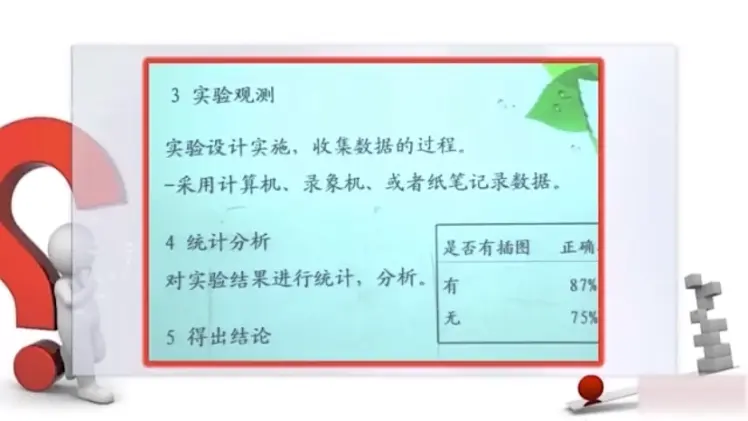 3 实验观测
实验设计实施，收集数据的过程。
-采用计算机、录象机、或者纸笔记录数据。
4 统计分析
对实验结果进行统计，分析。
是否有插图 正确
有 87%
无 75%
5 得出结论